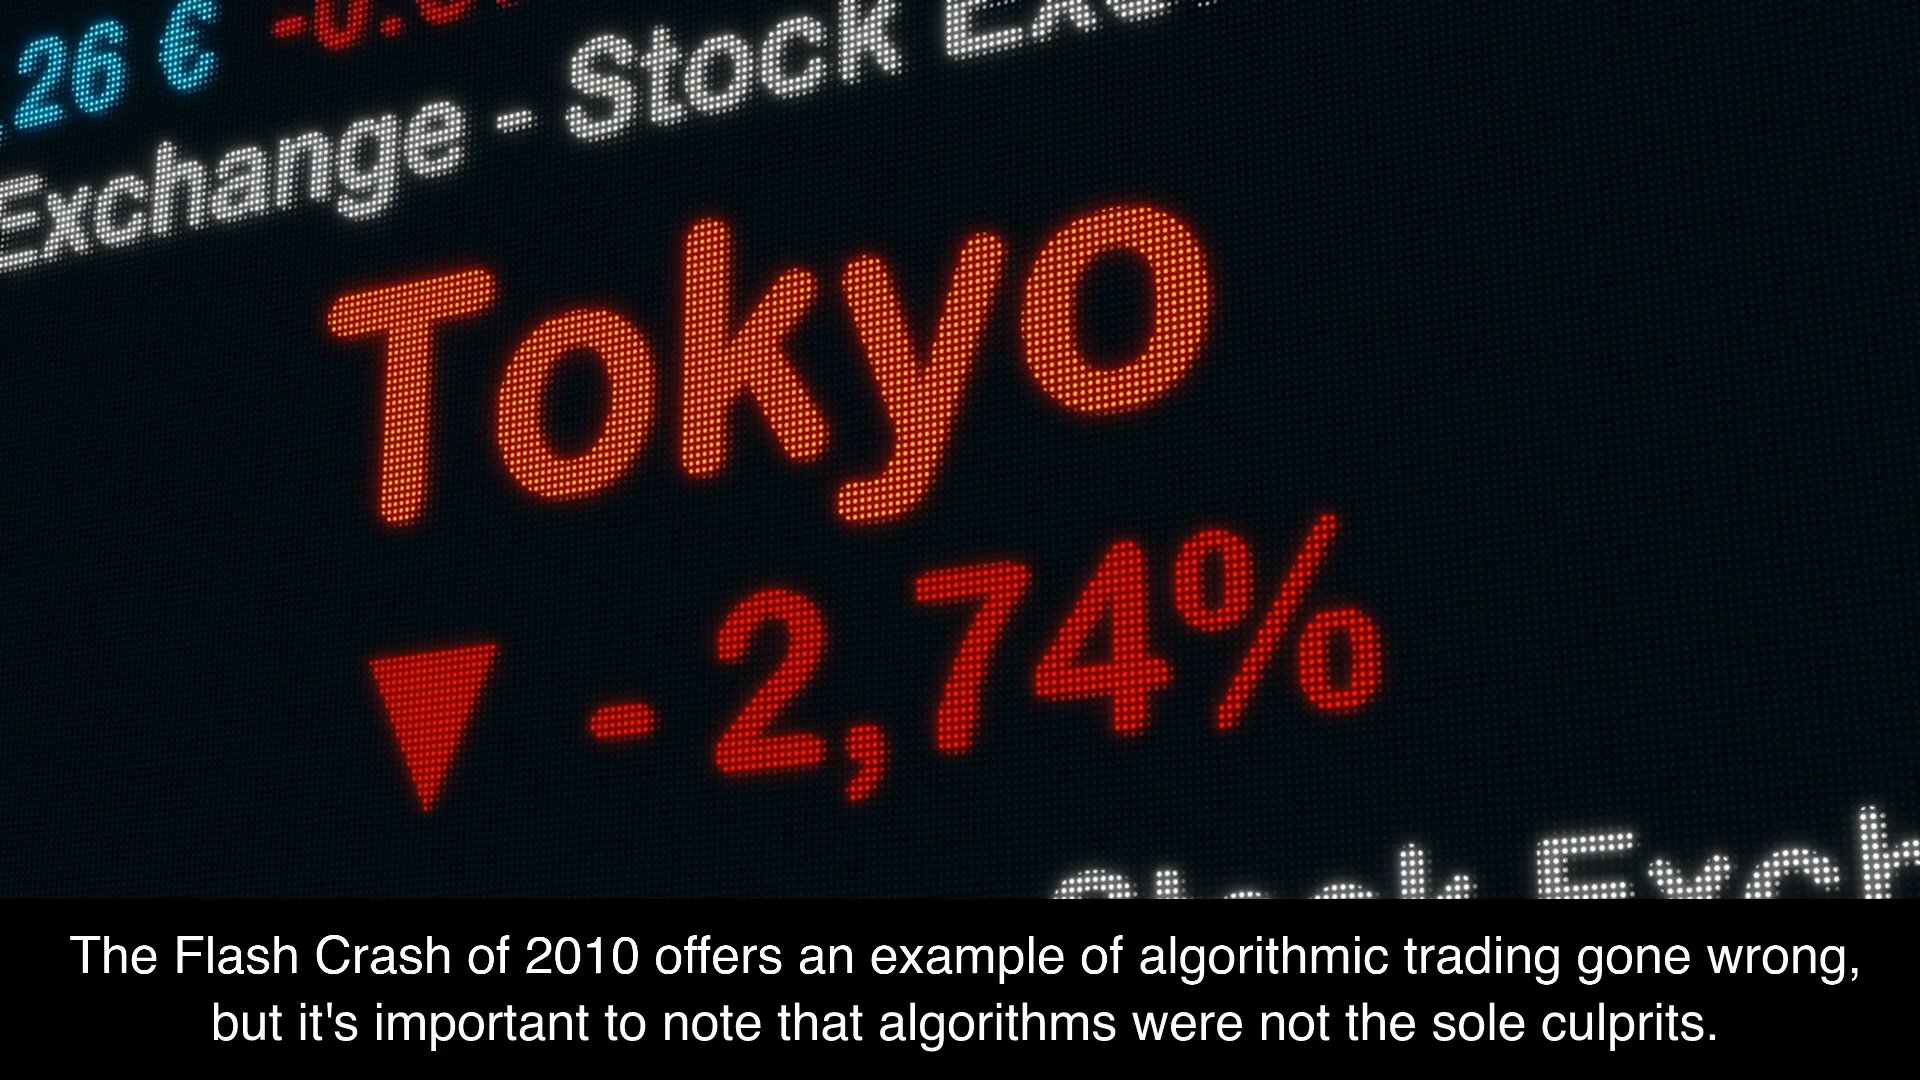 26 €
Exchange - Stock
Tokyo
▼ - 2,74%
The Flash Crash of 2010 offers an example of algorithmic trading gone wrong,
but it's important to note that algorithms were not the sole culprits.